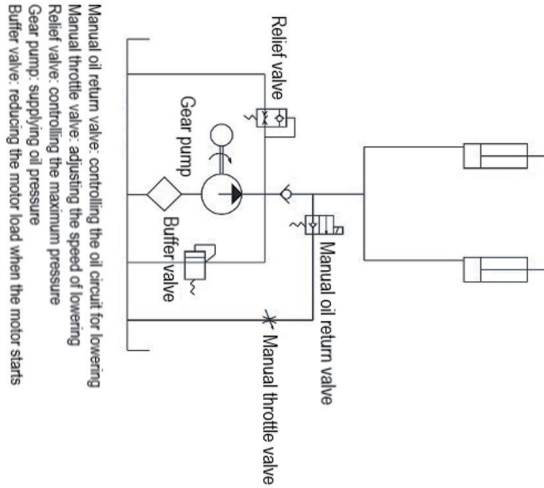 Relief valve
Gear pump
Buffer valve
Manual oil return valve
Manual throttle valve
Manual oil return valve: controlling the oil circuit for lowering
Manual throttle valve: adjusting the speed of lowering
Relief valve: controlling the maximum pressure
Gear pump: supplying oil pressure
Buffer valve: reducing the motor load when the motor starts